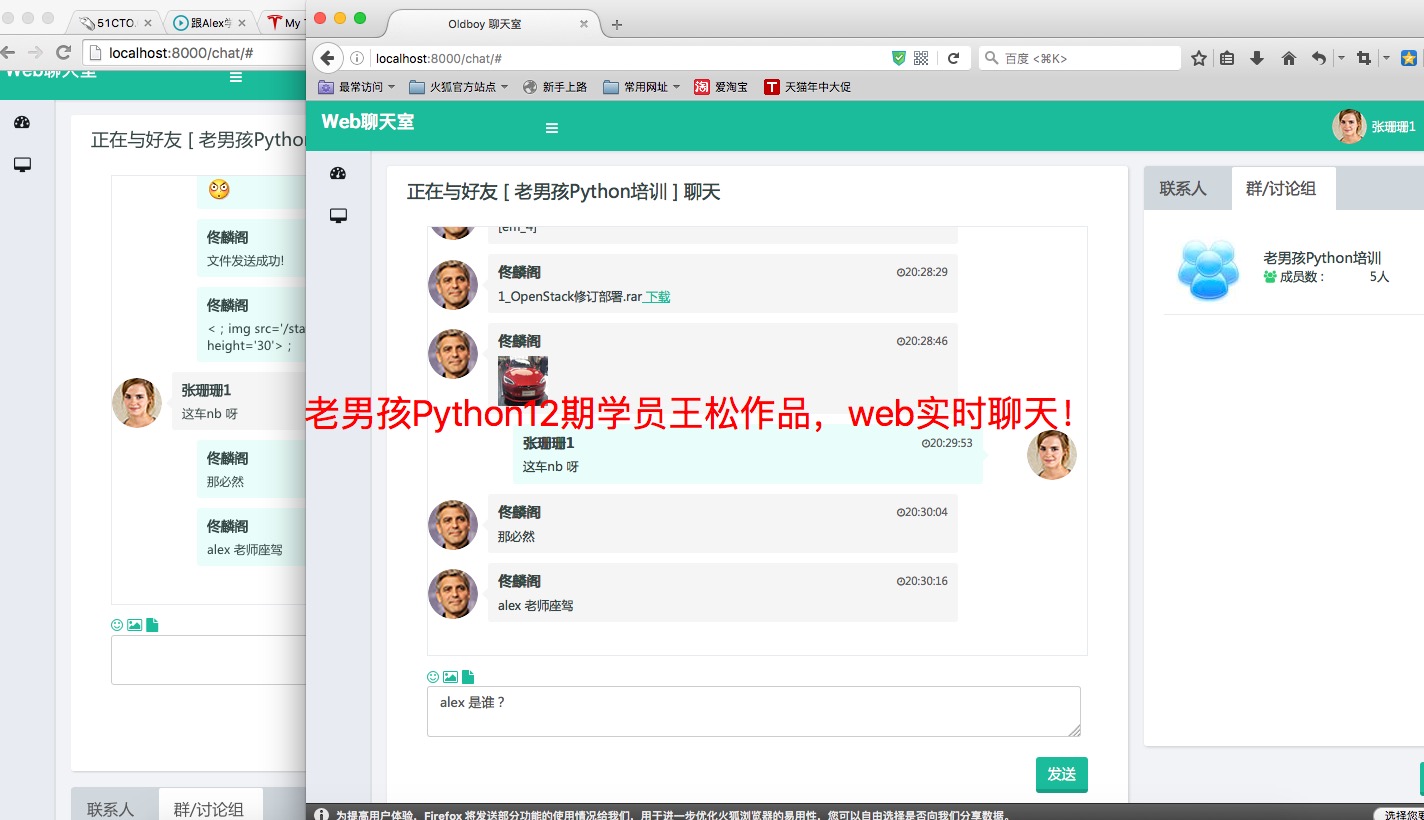 51CTO.
跟Alex学
My T
localhost:8000/chat/#
Web聊天室
正在与好友 [ 老男孩Pytho
佟麟阁
文件发送成功!
佟麟阁
< ; img src='/sta
height='30'> ;
张珊珊1
这车nb 呀
佟麟阁
那必然
佟麟阁
alex 老师座驾
联系人
群/讨论组
Oldboy 聊天室
localhost:8000/chat/#
百度 <⌘K>
最常访问
火狐官方站点
新手上路
常用网址
淘
爱淘宝
T
天猫年中大促
Web聊天室
张珊珊1
正在与好友 [ 老男孩Python培训 ] 聊天
[em_4]
佟麟阁
20:28:29
1_OpenStack修订部署.rar 下载
佟麟阁
20:28:46
老男孩Python12期学员王松作品，web实时聊天！
张珊珊1
20:29:53
这车nb 呀
佟麟阁
20:30:04
那必然
佟麟阁
20:30:16
alex 老师座驾
alex 是谁？
发送
联系人
群/讨论组
老男孩Python培训
成员数：
5人
为提高用户体验，Firefox 将发送部分功能的使用情况给我们，用于进一步优化火狐浏览器的易用性，您可以自由选择是否向我们分享数据。
选择您要